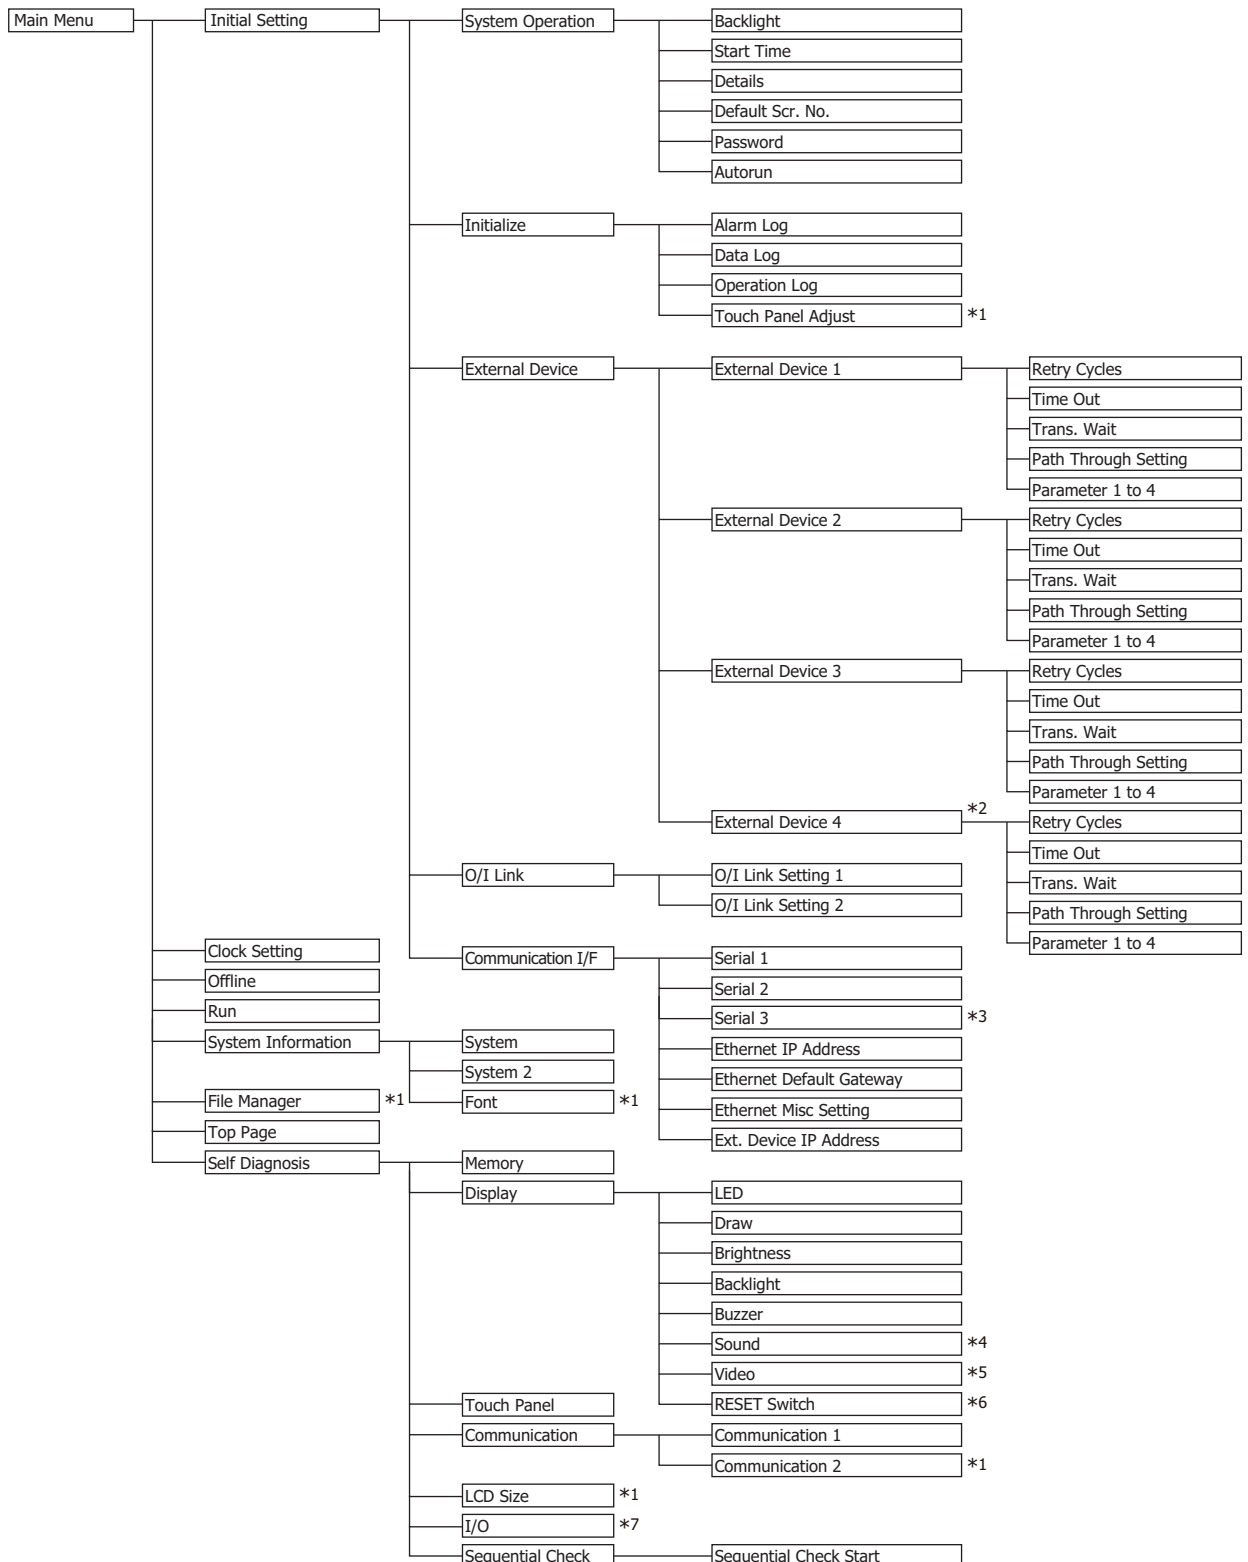 Main Menu
Initial Setting
System Operation
Backlight
Start Time
Details
Default Scr. No.
Password
Autorun
Initialize
Alarm Log
Data Log
Operation Log
Touch Panel Adjust *1
External Device
External Device 1
Retry Cycles
Time Out
Trans. Wait
Path Through Setting
Parameter 1 to 4
External Device 2
Retry Cycles
Time Out
Trans. Wait
Path Through Setting
Parameter 1 to 4
External Device 3
Retry Cycles
Time Out
Trans. Wait
Path Through Setting
Parameter 1 to 4
External Device 4 *2
Retry Cycles
Time Out
Trans. Wait
Path Through Setting
Parameter 1 to 4
O/I Link
O/I Link Setting 1
O/I Link Setting 2
Communication I/F
Serial 1
Serial 2
Serial 3 *3
Ethernet IP Address
Ethernet Default Gateway
Ethernet Misc Setting
Ext. Device IP Address
Clock Setting
Offline
Run
System Information
System
System 2
Font *1
File Manager *1
Top Page
Self Diagnosis
Memory
Display
LED
Draw
Brightness
Backlight
Buzzer
Sound *4
Video *5
RESET Switch *6
Touch Panel
Communication
Communication 1
Communication 2 *1
LCD Size *1
I/O *7
Sequential Check
Sequential Check Start